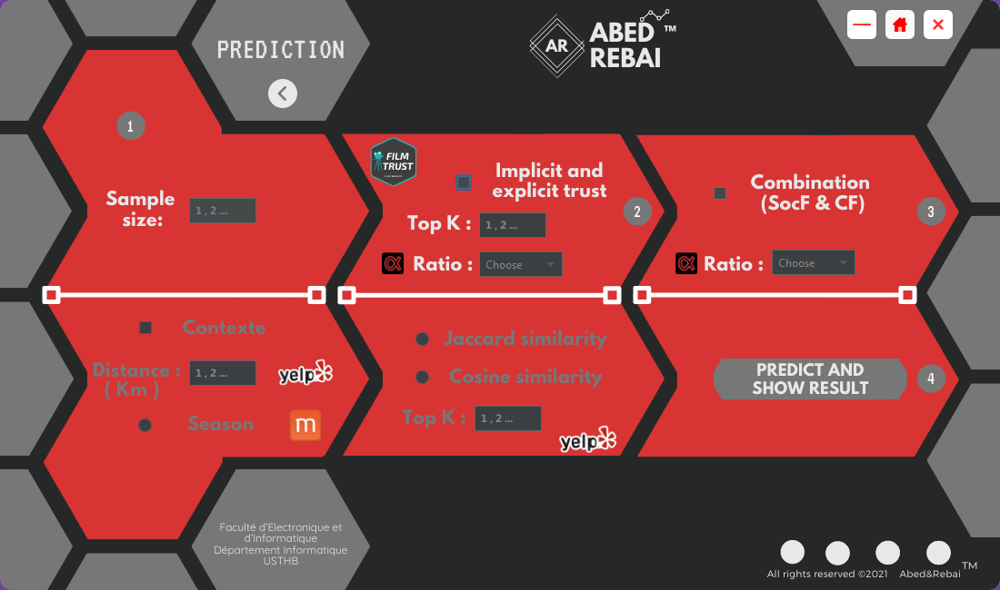 PREDICTION
AR
ABED ™
REBAI
1
Sample
size:
1 , 2 ...
FILM
TRUST
Implicit and
explicit trust
2
Top K :
1 , 2 ...
Ratio :
Choose
Combination
(SocF & CF)
3
Ratio :
Choose
Contexte
Distance :
( Km )
1 , 2 ...
yelp
Season
m
Jaccard similarity
Cosine similarity
Top K :
1 , 2 ...
yelp
PREDICT AND
SHOW RESULT
4
Faculté d'Electronique et
d'Informatique
Département Informatique
USTHB
All rights reserved ©2021 Abed&Rebai ™